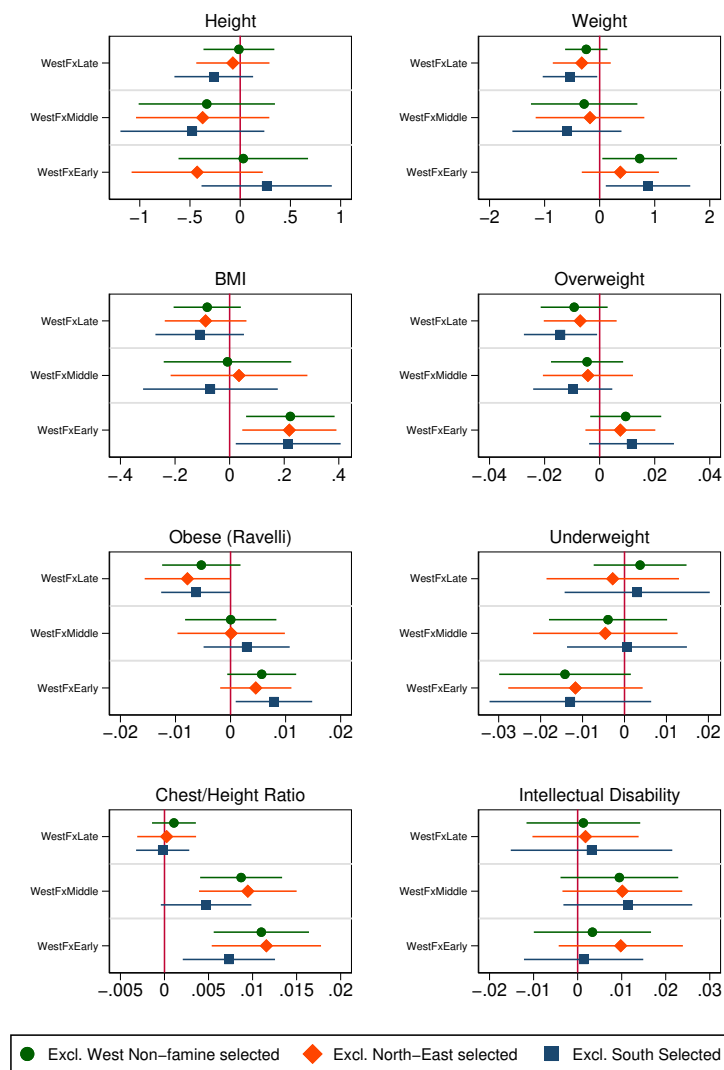 Height
WestFxLate
WestFxMiddle
WestFxEarly
-1 -.5 0 .5 1
Weight
WestFxLate
WestFxMiddle
WestFxEarly
-2 -1 0 1 2
BMI
WestFxLate
WestFxMiddle
WestFxEarly
-.4 -.2 0 .2 .4
Overweight
WestFxLate
WestFxMiddle
WestFxEarly
-.04 -.02 0 .02 .04
Obese (Ravelli)
WestFxLate
WestFxMiddle
WestFxEarly
-.02 -.01 0 .01 .02
Underweight
WestFxLate
WestFxMiddle
WestFxEarly
-.03 -.02 -.01 0 .01 .02
Chest/Height Ratio
WestFxLate
WestFxMiddle
WestFxEarly
-.005 0 .005 .01 .015 .02
Intellectual Disability
WestFxLate
WestFxMiddle
WestFxEarly
-.02 -.01 0 .01 .02 .03
Excl. West Non-famine selected Excl. North-East selected Excl. South Selected